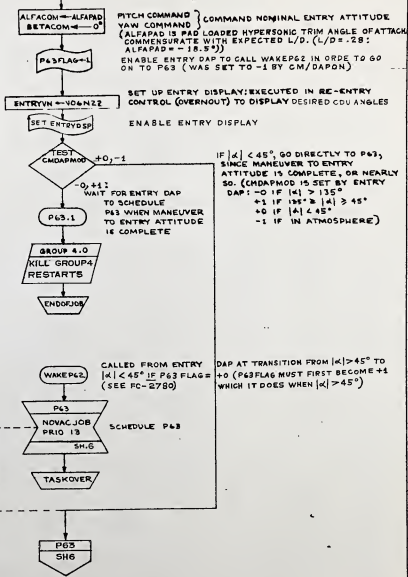 ALFACOM ← ALFAPAD
BETACOM ← 0°
PITCH COMMAND
YAW COMMAND } COMMAND NOMINAL ENTRY ATTITUDE
(ALFAPAD IS PAD LOADED HYPERSONIC TRIM ANGLE OF ATTACK
COMMENSURATE WITH EXPECTED L/D. (L/D = .28:
ALFAPAD = -18.5°))
P63FLAG←1
ENABLE ENTRY DAP TO CALL WAKEP62 IN ORDE TO GO
ON TO P63 (WAS SET TO -1 BY CM/DAPON)
ENTRYVN ← V06N22
SET UP ENTRY DISPLAY: EXECUTED IN RE-ENTRY
CONTROL (OVERNOUT) TO DISPLAY DESIRED CDU ANGLES
SET ENTRYDSP
ENABLE ENTRY DISPLAY
TEST
CMDAPMOD
+0,-1
IF |α| < 45°, GO DIRECTLY TO P63,
SINCE MANEUVER TO ENTRY
ATTITUDE IS COMPLETE, OR NEARLY
SO. (CMDAPMOD IS SET BY ENTRY
DAP: -0 IF |α| > 135°
+1 IF 135° ≥ |α| ≥ 45°
+0 IF |α| < 45°
-1 IF IN ATMOSPHERE)
-0,+1:
WAIT FOR ENTRY DAP
TO SCHEDULE
P63 WHEN MANEUVER
TO ENTRY ATTITUDE
IS COMPLETE
P63.1
GROUP 4.0
KILL GROUP4
RESTARTS
ENDOFJOB
WAKEP62
CALLED FROM ENTRY DAP AT TRANSITION FROM |α| > 45° TO
|α| < 45° IF P63FLAG = +0 (P63FLAG MUST FIRST BECOME +1
(SEE FC-2780) WHICH IT DOES WHEN |α| > 45°)
P63
NOVAC JOB
PRIO 13
SH.6
SCHEDULE P63
TASKOVER
P63
SH6